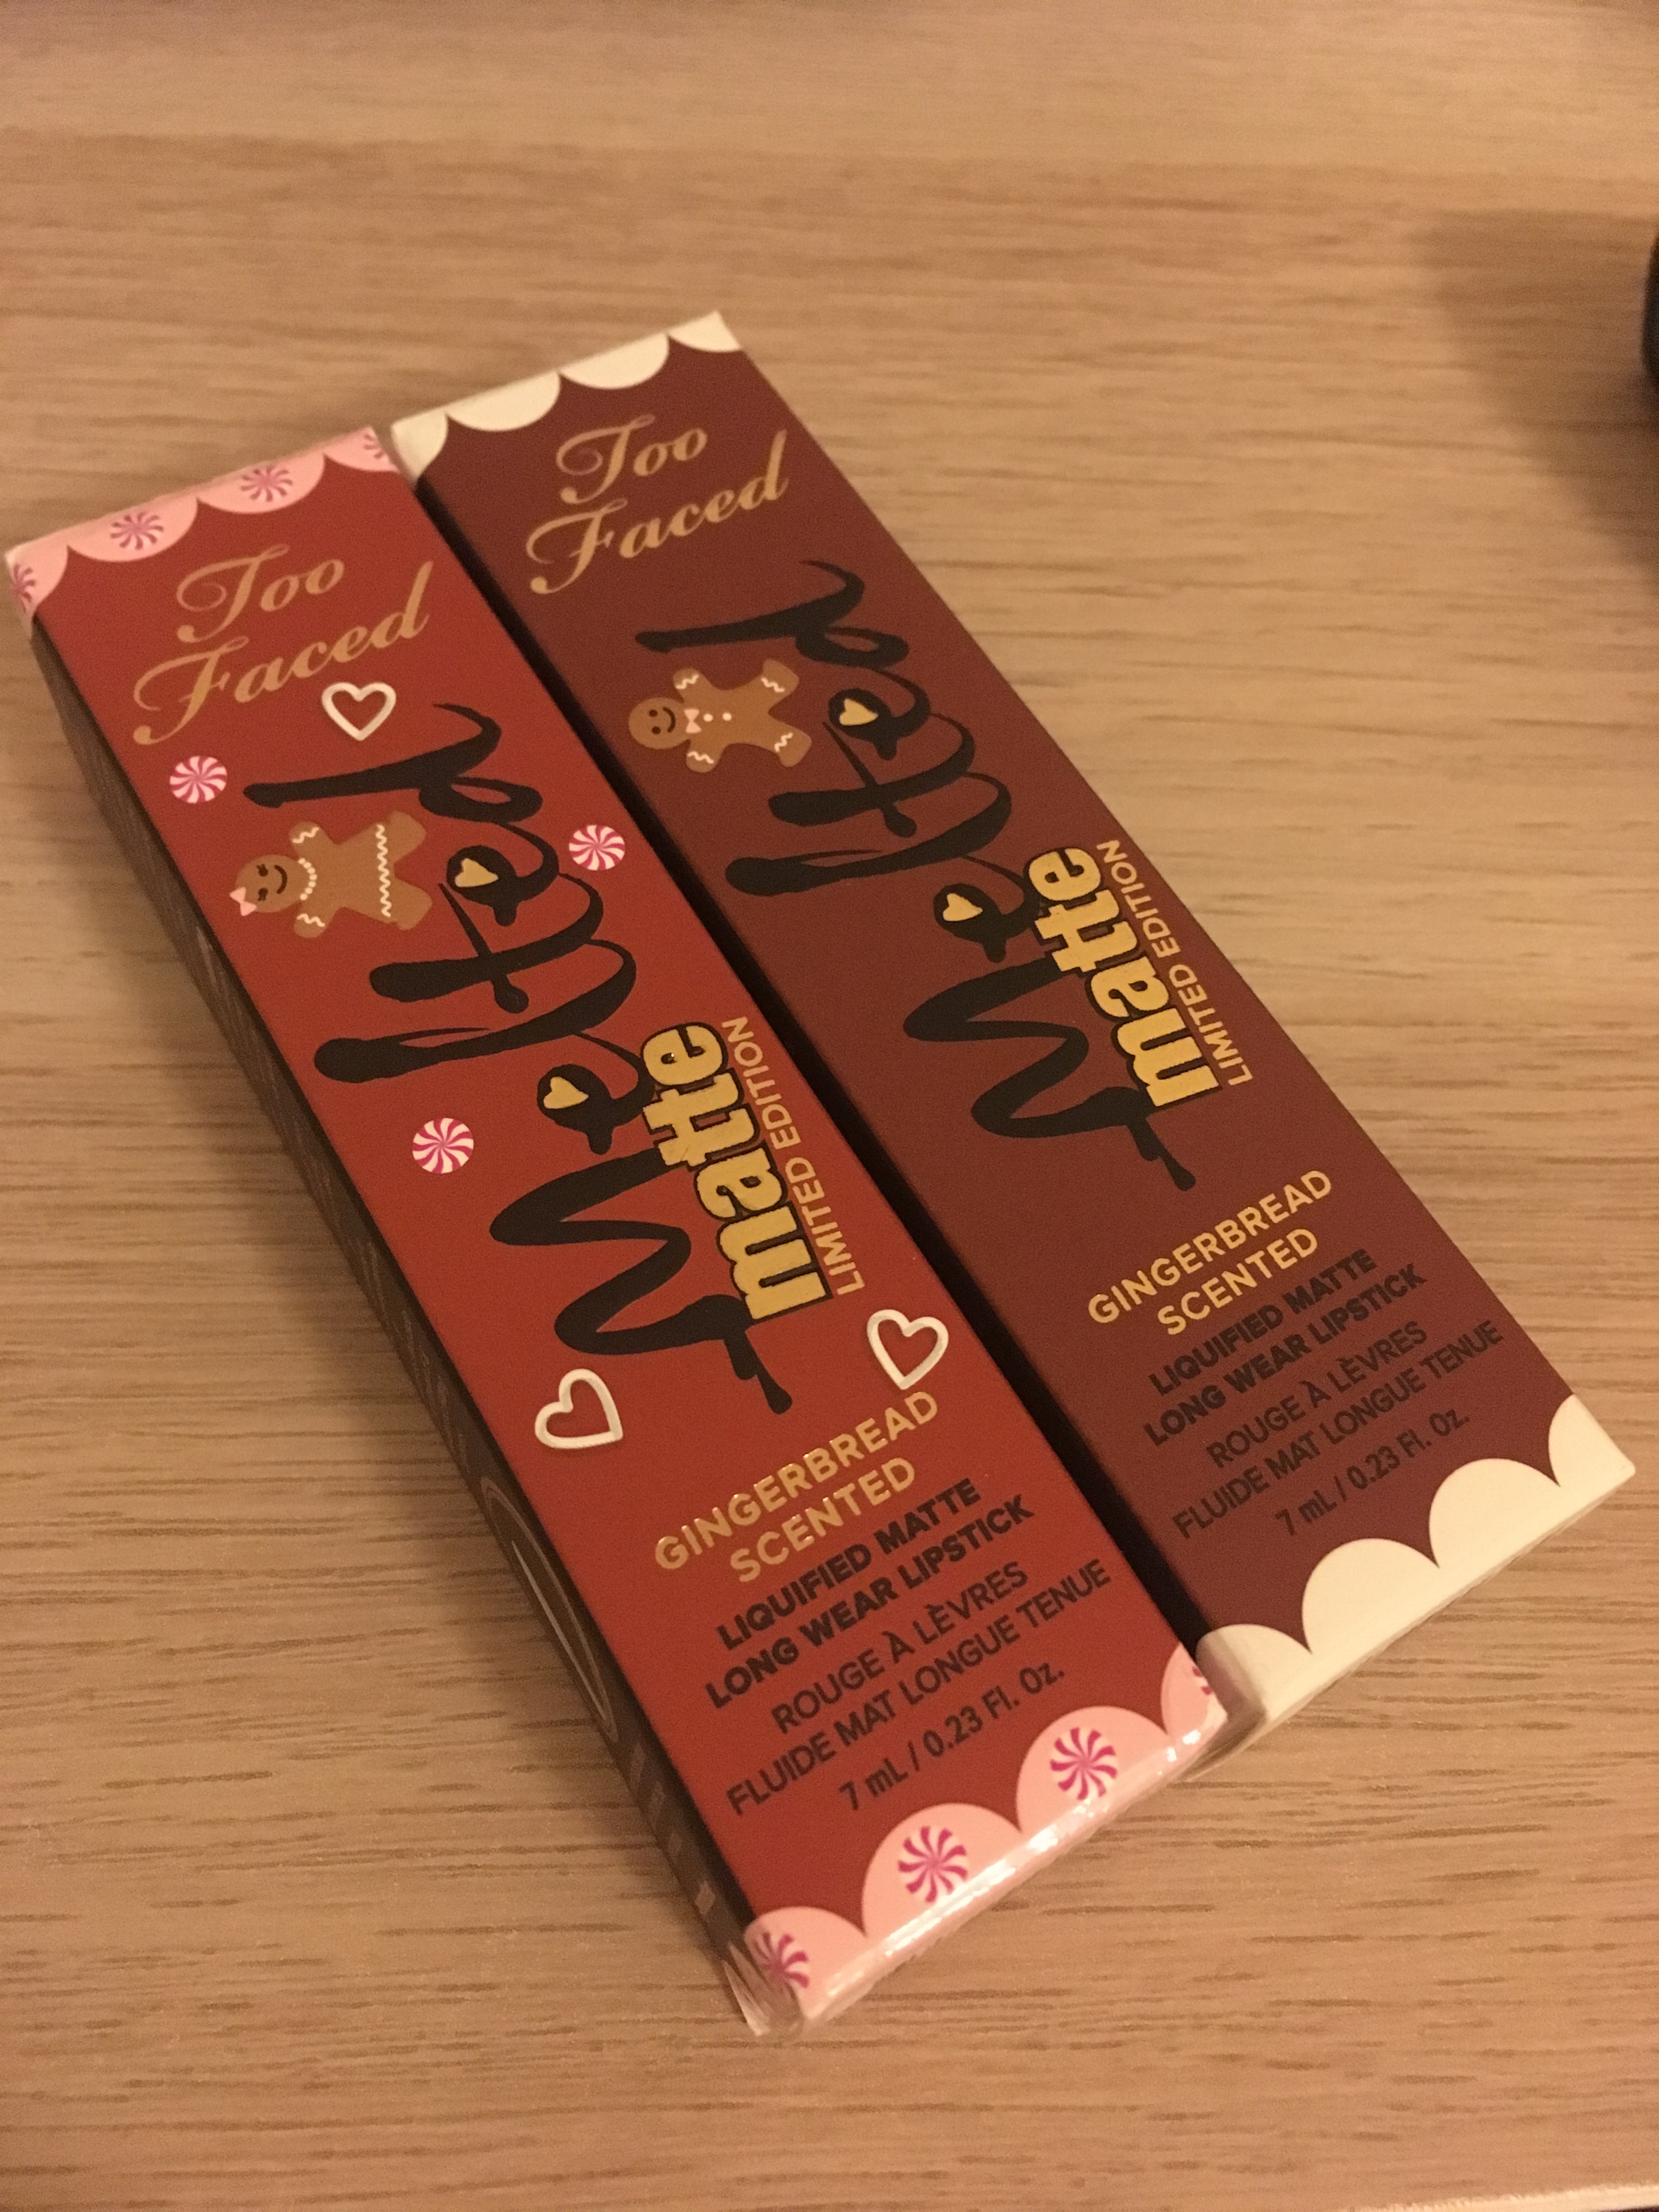 Too
Faced
Melted
matte
LIMITED EDITION
GINGERBREAD
SCENTED
LIQUIFIED MATTE
LONG WEAR LIPSTICK
ROUGE À LÈVRES
FLUIDE MAT LONGUE TENUE
7 mL / 0.23 Fl. Oz.
Too
Faced
Melted
matte
LIMITED EDITION
GINGERBREAD
SCENTED
LIQUIFIED MATTE
LONG WEAR LIPSTICK
ROUGE À LÈVRES
FLUIDE MAT LONGUE TENUE
7 mL / 0.23 Fl. Oz.